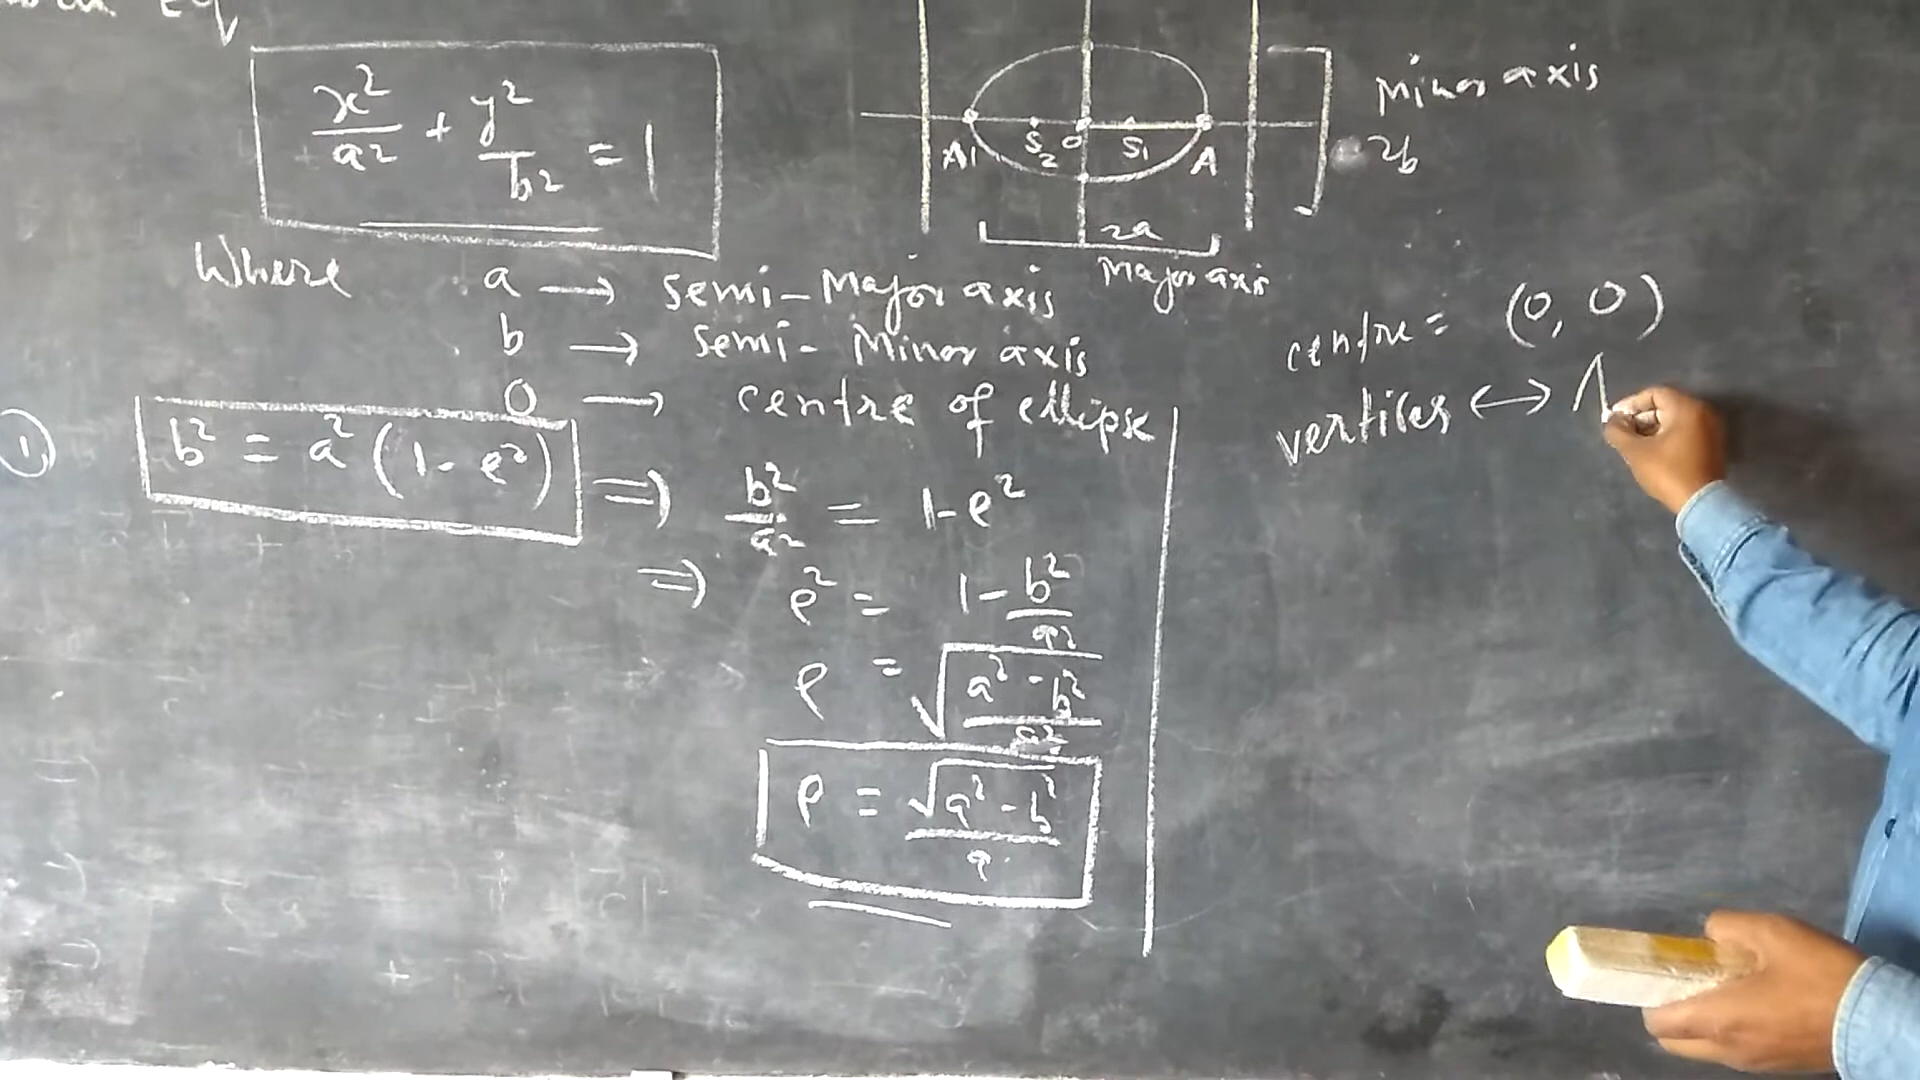 Eq
x²/a² + y²/b² = 1
A1 S2 O S1 A
Minor axis
2b
2a
Major axis
Where a → semi-Major axis
b → semi-Minor axis
O → centre of ellipse
① b² = a²(1-e²) ⇒ b²/a² = 1-e²
⇒ e² = 1-b²/a²
e = √(a²-b²/a²)
e = √(a²-b²)/a
centre = (0, 0)
vertices ↔ A